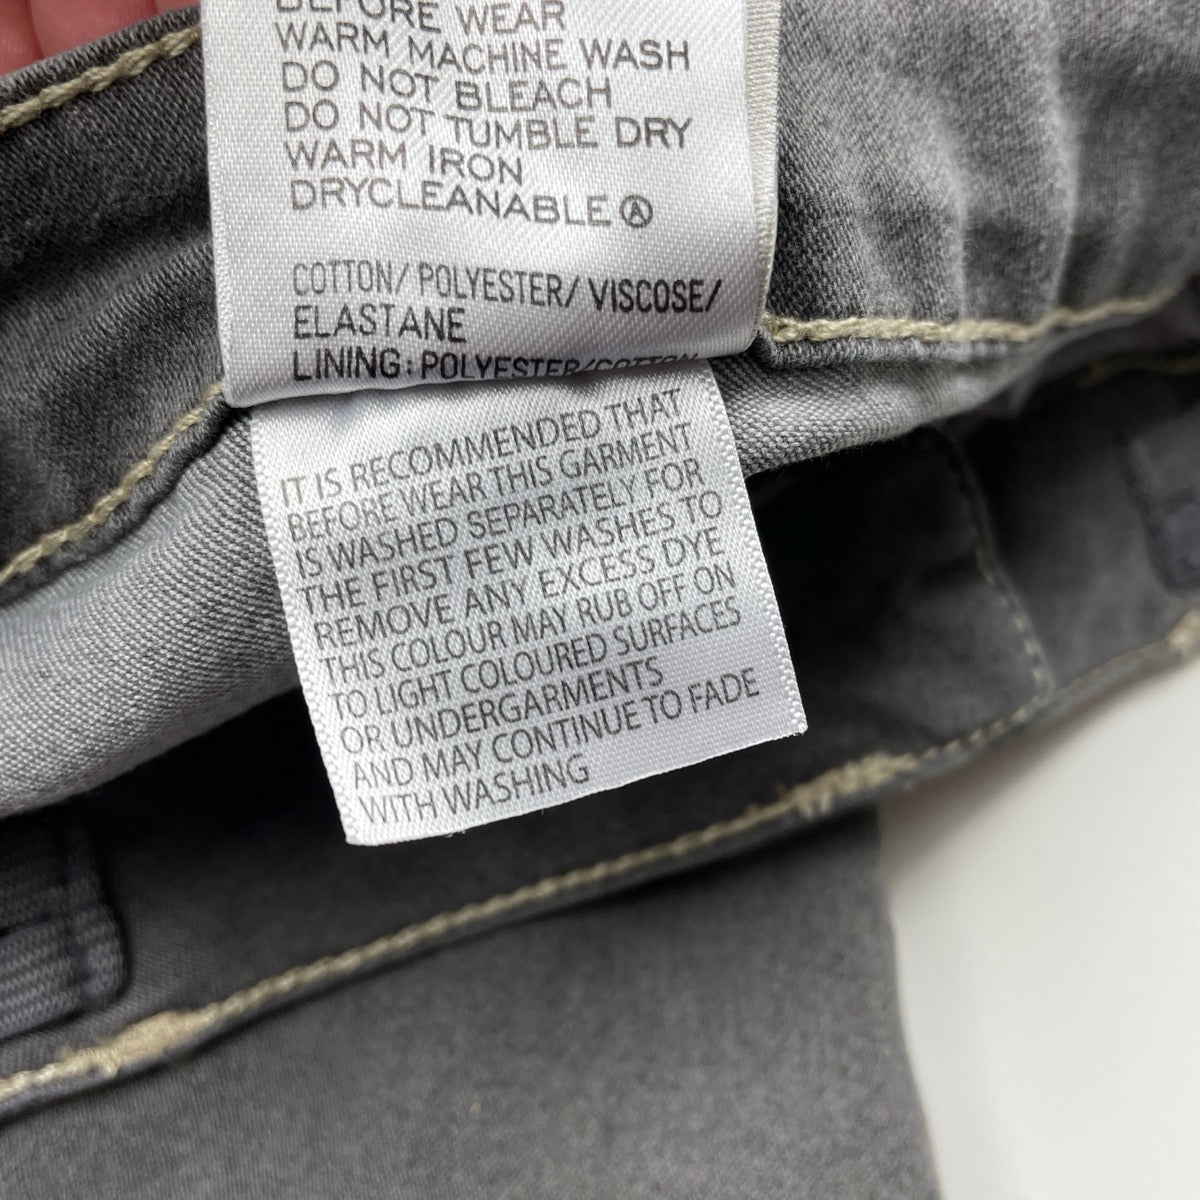 BEFORE WEAR
WARM MACHINE WASH
DO NOT BLEACH
DO NOT TUMBLE DRY
WARM IRON
DRYCLEANABLE Ⓐ
COTTON/ POLYESTER/ VISCOSE/
ELASTANE
LINING: POLYESTER/COTTON
IT IS RECOMMENDED THAT
BEFORE WEAR THIS GARMENT
IS WASHED SEPARATELY FOR
THE FIRST FEW WASHES TO
REMOVE ANY EXCESS DYE
THIS COLOUR MAY RUB OFF ON
TO LIGHT COLOURED SURFACES
OR UNDERGARMENTS
AND MAY CONTINUE TO FADE
WITH WASHING